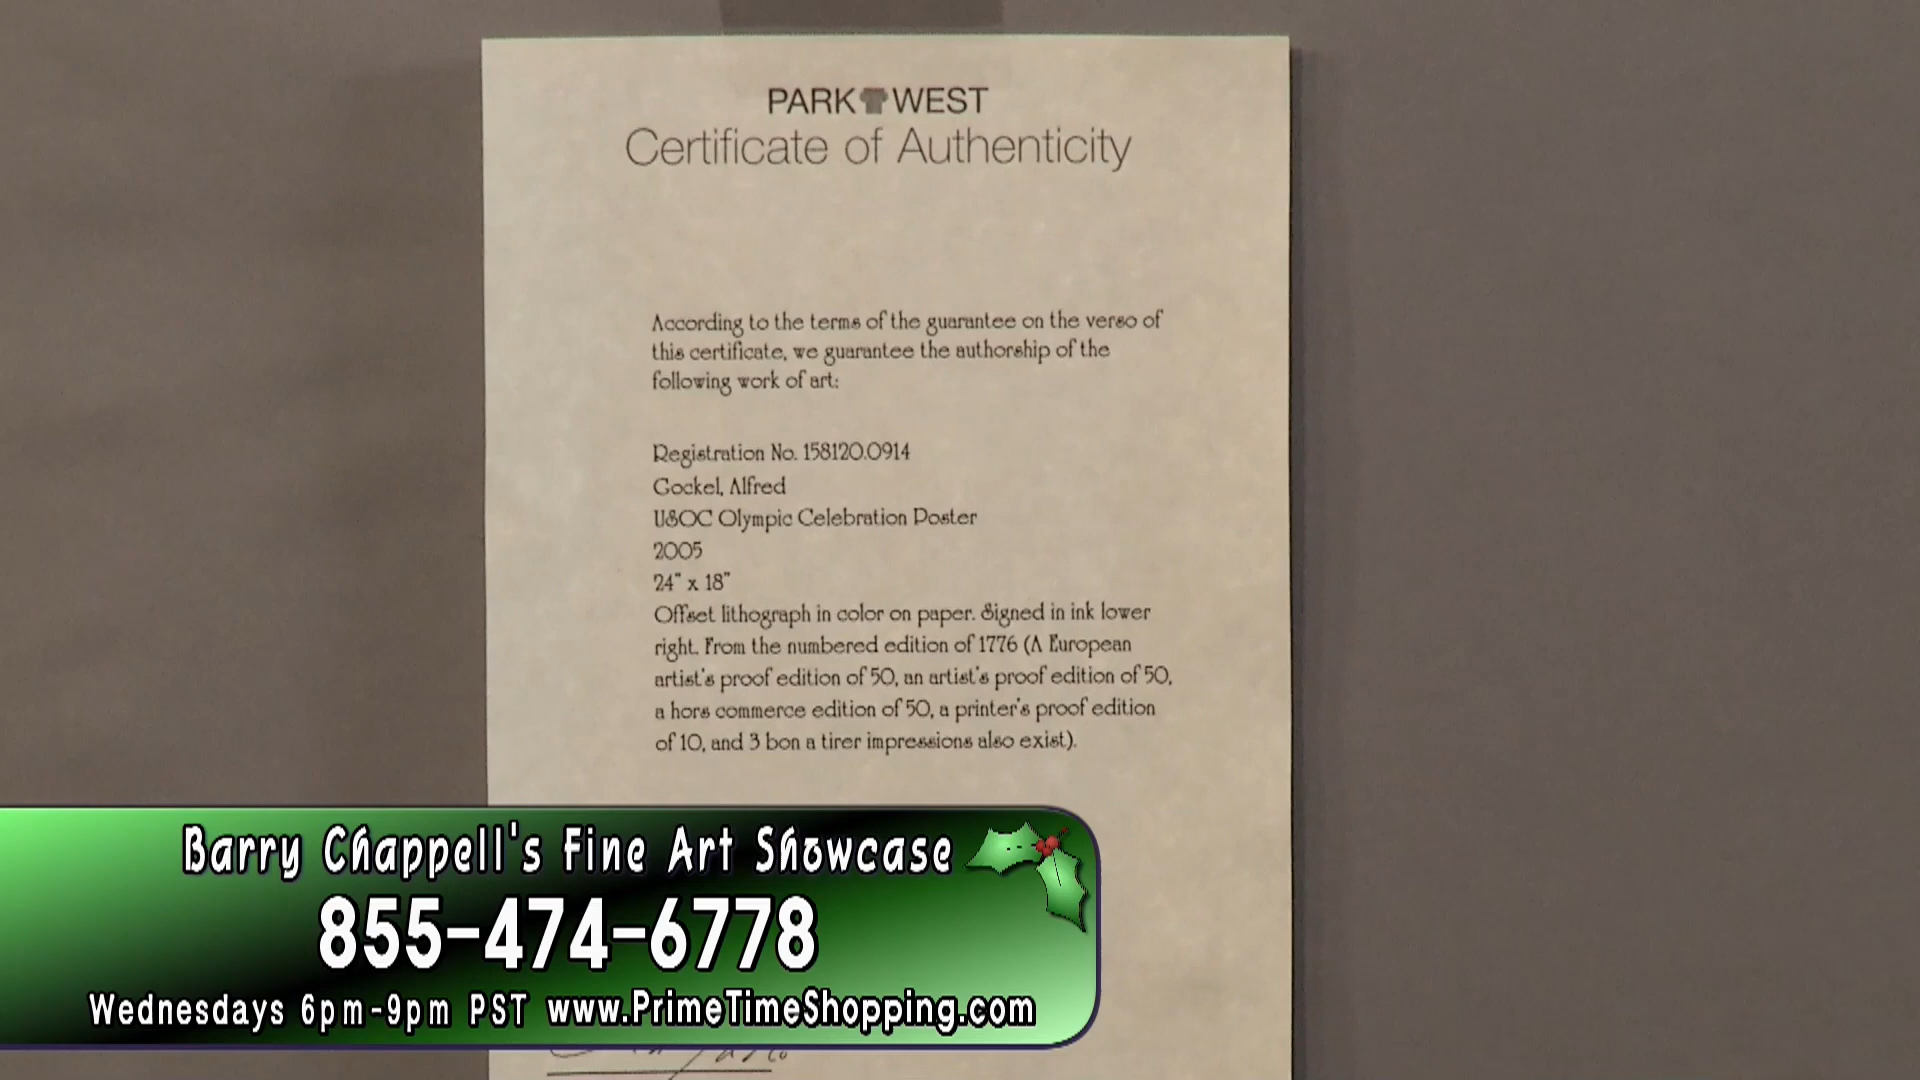 PARK WEST
Certificate of Authenticity
According to the terms of the guarantee on the verso of
this certificate, we guarantee the authorship of the
following work of art:
Registration No. 158120.0914
Gockel, Alfred
USOC Olympic Celebration Poster
2005
24" x 18"
Offset lithograph in color on paper. Signed in ink lower
right. From the numbered edition of 1776 (A European
artist's proof edition of 50, an artist's proof edition of 50,
a hors commerce edition of 50, a printer's proof edition
of 10, and 3 bon a tirer impressions also exist).
Barry Chappell's Fine Art Showcase
855-474-6778
Wednesdays 6pm-9pm PST www.PrimeTimeShopping.com